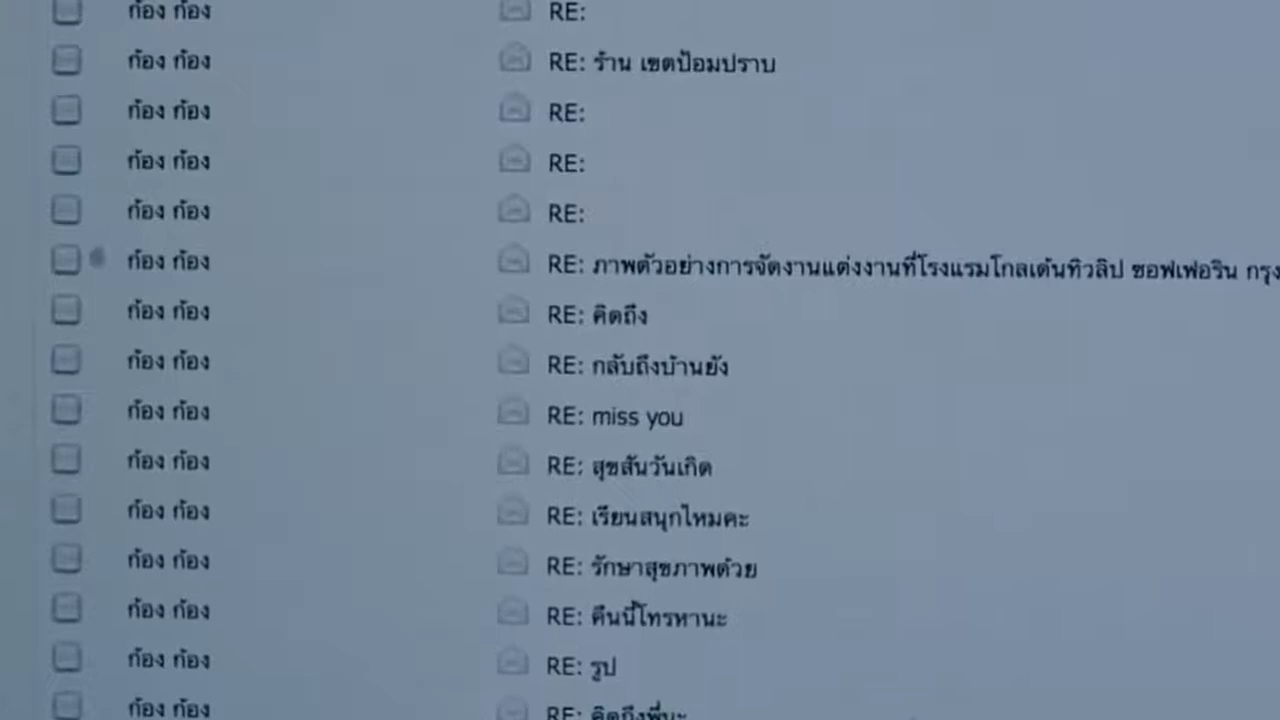 ก้อง ก้อง RE:
ก้อง ก้อง RE: ร้าน เขตป้อมปราบ
ก้อง ก้อง RE:
ก้อง ก้อง RE:
ก้อง ก้อง RE:
ก้อง ก้อง RE: ภาพตัวอย่างการจัดงานแต่งงานที่โรงแรมโกลเด้นทิวลิป ซอฟเฟอริน กรุง
ก้อง ก้อง RE: คิดถึง
ก้อง ก้อง RE: กลับถึงบ้านยัง
ก้อง ก้อง RE: miss you
ก้อง ก้อง RE: สุขสันวันเกิด
ก้อง ก้อง RE: เรียนสนุกไหมคะ
ก้อง ก้อง RE: รักษาสุขภาพด้วย
ก้อง ก้อง RE: คืนนี้โทรหานะ
ก้อง ก้อง RE: รูป
ก้อง ก้อง RE: คิดถึงพี่นะ